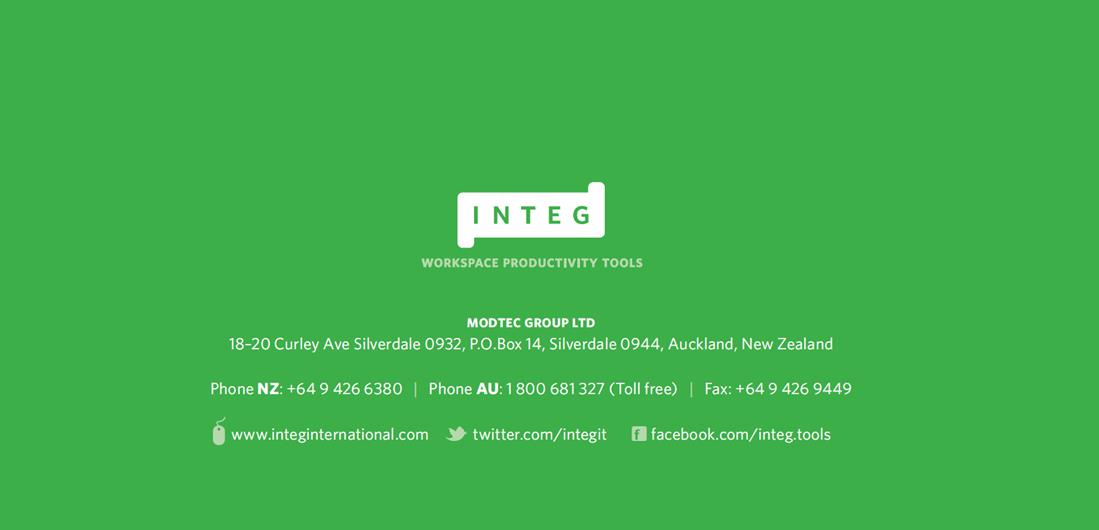 INTEG
WORKSPACE PRODUCTIVITY TOOLS
MODTEC GROUP LTD
18–20 Curley Ave Silverdale 0932, P.O.Box 14, Silverdale 0944, Auckland, New Zealand
Phone NZ: +64 9 426 6380 | Phone AU: 1 800 681 327 (Toll free) | Fax: +64 9 426 9449
www.integinternational.com twitter.com/integit facebook.com/integ.tools